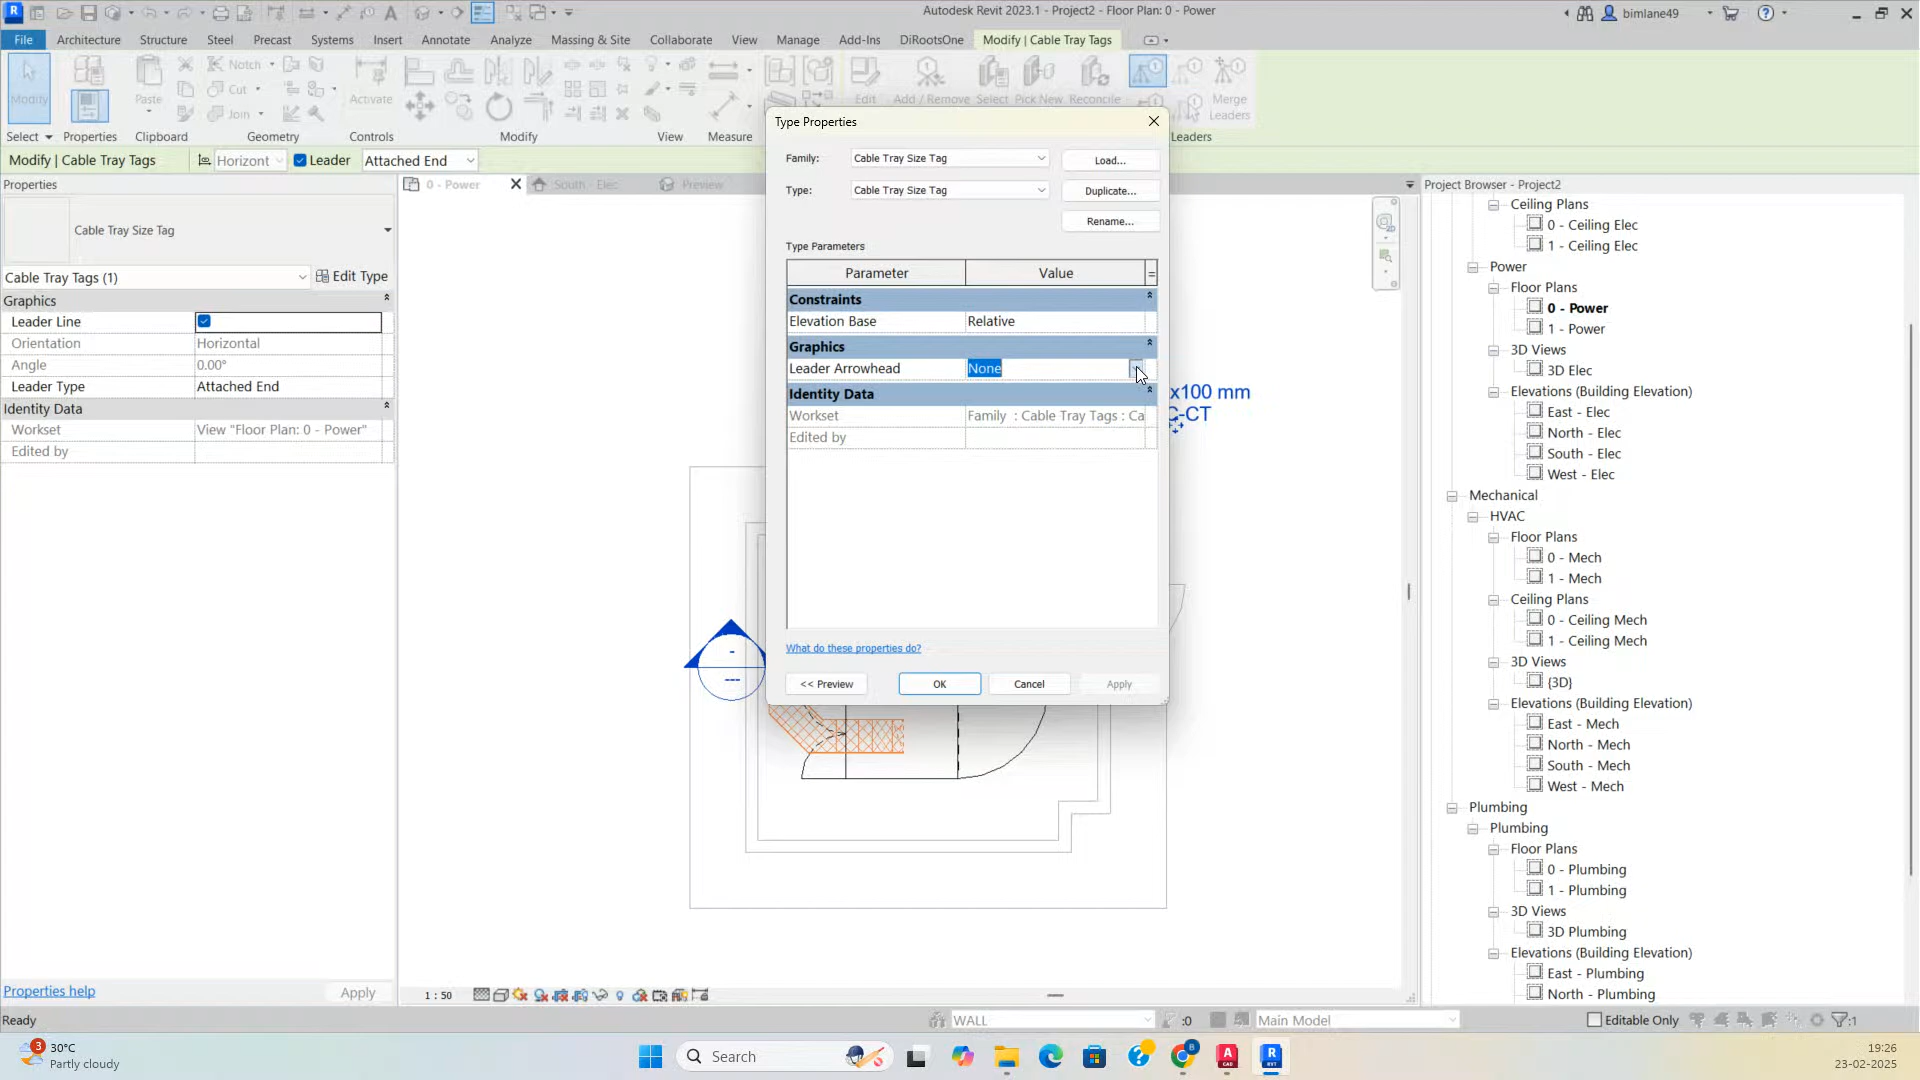 Autodesk Revit 2023.1 - Project2 - Floor Plan: 0 - Power
bimlane49
File
Architecture
Structure
Steel
Precast
Systems
Insert
Annotate
Analyze
Massing & Site
Collaborate
View
Manage
Add-Ins
DiRootsOne
Modify | Cable Tray Tags
Modify
Paste
Notch
Cut
Join
Activate
Edit
Add / Remove
Select
Pick New
Reconcile
Merge
Leaders
Select
Properties
Clipboard
Geometry
Controls
Modify
View
Measure
Leaders
Modify | Cable Tray Tags
Horizont
Leader
Attached End
Properties
Cable Tray Size Tag
Cable Tray Tags (1)
Edit Type
Graphics
Leader Line
Orientation
Horizontal
Angle
0.00°
Leader Type
Attached End
Identity Data
Workset
View "Floor Plan: 0 - Power"
Edited by
Properties help
Apply
0 - Power
South - Elec
Preview
x100 mm
C-CT
-
---
Type Properties
Family:
Cable Tray Size Tag
Load...
Type:
Cable Tray Size Tag
Duplicate...
Rename...
Type Parameters
Parameter
Value
=
Constraints
Elevation Base
Relative
Graphics
Leader Arrowhead
None
Identity Data
Workset
Family : Cable Tray Tags : Ca
Edited by
What do these properties do?
<< Preview
OK
Cancel
Apply
Project Browser - Project2
Ceiling Plans
0 - Ceiling Elec
1 - Ceiling Elec
Power
Floor Plans
0 - Power
1 - Power
3D Views
3D Elec
Elevations (Building Elevation)
East - Elec
North - Elec
South - Elec
West - Elec
Mechanical
HVAC
Floor Plans
0 - Mech
1 - Mech
Ceiling Plans
0 - Ceiling Mech
1 - Ceiling Mech
3D Views
{3D}
Elevations (Building Elevation)
East - Mech
North - Mech
South - Mech
West - Mech
Plumbing
Plumbing
Floor Plans
0 - Plumbing
1 - Plumbing
3D Views
3D Plumbing
Elevations (Building Elevation)
East - Plumbing
North - Plumbing
1 : 50
Ready
WALL
:0
Main Model
Editable Only
:1
3
30°C
Partly cloudy
Search
19:26
23-02-2025